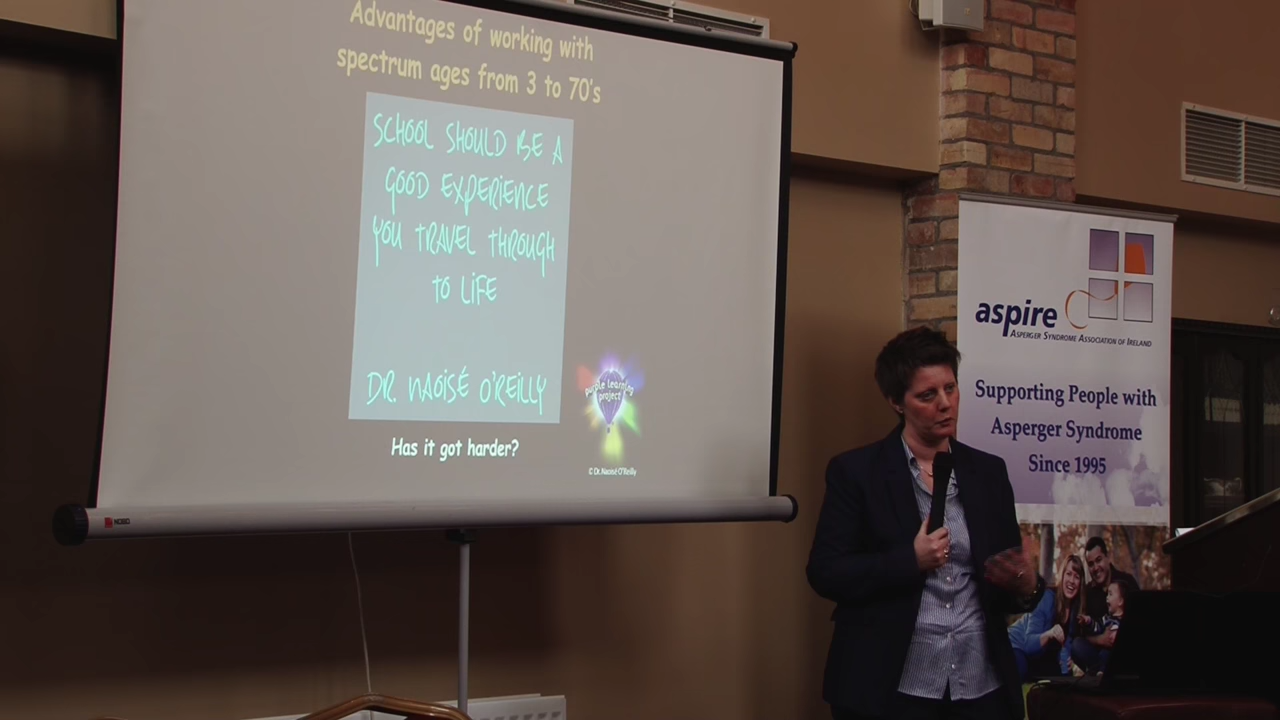 Advantages of working with
spectrum ages from 3 to 70's
SCHOOL SHOULD BE A
GOOD EXPERIENCE
YOU TRAVEL THROUGH
TO LIFE
DR. NAOISÉ O'REILLY
purple learning
project
Has it got harder?
© Dr. Naoisé O'Reilly
NOBO
aspire
ASPERGER SYNDROME ASSOCIATION OF IRELAND
Supporting People with
Asperger Syndrome
Since 1995